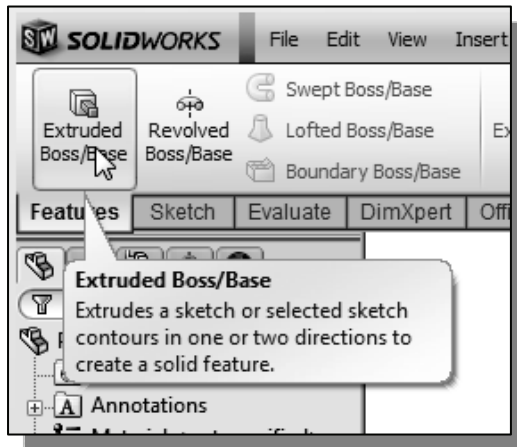 SW SOLIDWORKS File Edit View Insert
Extruded Boss/Base
Revolved Boss/Base
Swept Boss/Base
Lofted Boss/Base
Boundary Boss/Base
Features Sketch Evaluate DimXpert
Extruded Boss/Base
Extrudes a sketch or selected sketch
contours in one or two directions to
create a solid feature.
A Annotations